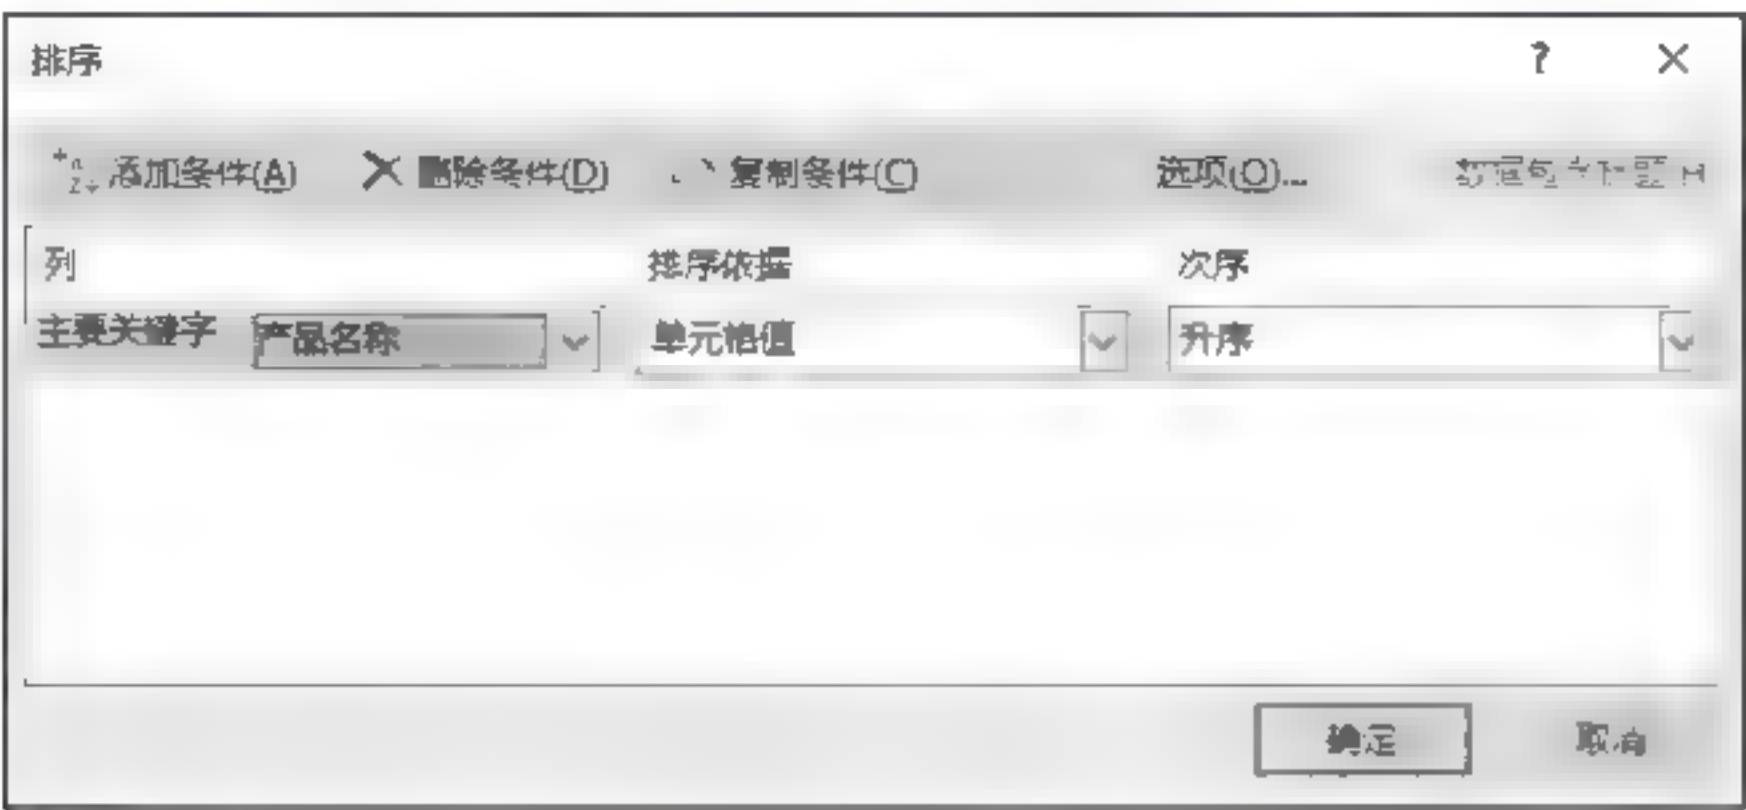 排序
添加条件(A) 删除条件(D) 复制条件(C) 选项(O)...
列 排序依据 次序
主要关键字 产品名称 单元格值 升序
确定 取消